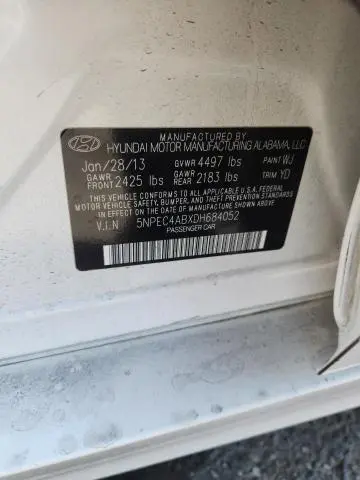 MANUFACTURED BY
HYUNDAI MOTOR MANUFACTURING ALABAMA, LLC
Jan/28/13 GVWR 4497 lbs PAINT WJ
GAWR FRONT 2425 lbs GAWR REAR 2183 lbs TRIM YD
THIS VEHICLE CONFORMS TO ALL APPLICABLE U.S. FEDERAL
MOTOR VEHICLE SAFETY, BUMPER, AND THEFT PREVENTION STANDARDS
IN EFFECT ON THE DATE OF MANUFACTURE SHOWN ABOVE.
V.I.N 5NPEC4ABXDH684052
PASSENGER CAR